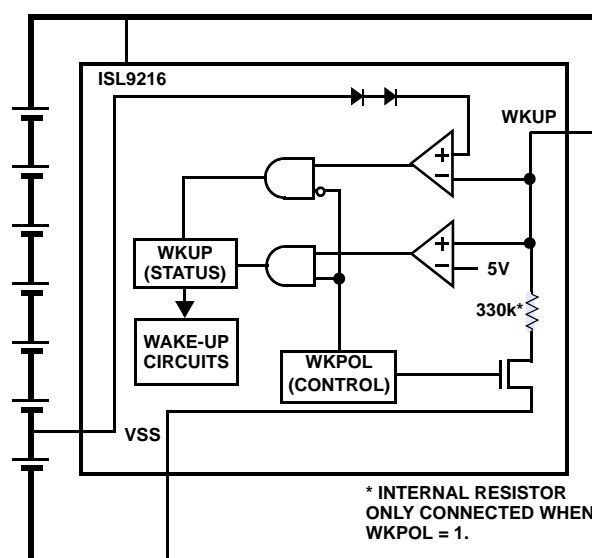 ISL9216
WKUP
+
−
WKUP
(STATUS)
+
−
5V
330k*
WAKE-UP
CIRCUITS
WKPOL
(CONTROL)
VSS
* INTERNAL RESISTOR
ONLY CONNECTED WHEN
WKPOL = 1.